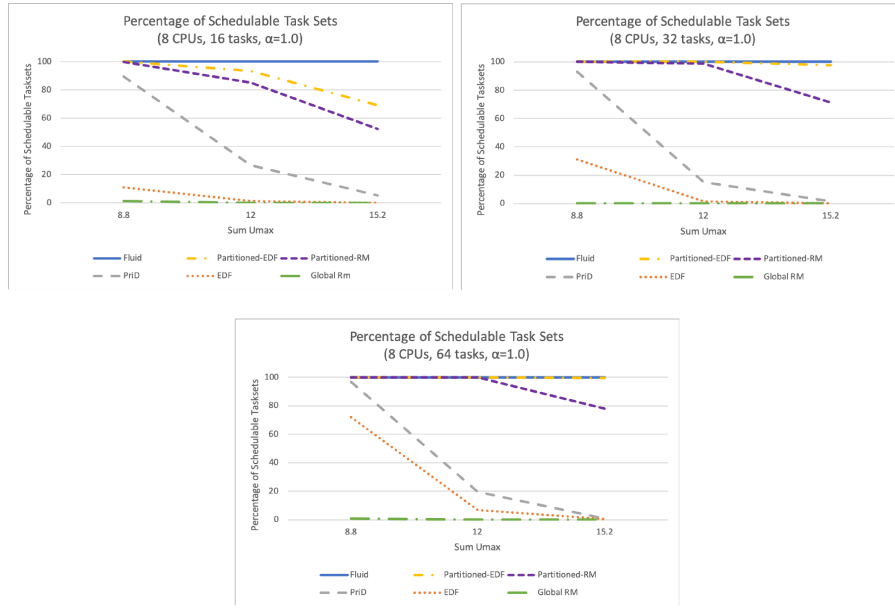 Percentage of Schedulable Task Sets
(8 CPUs, 16 tasks, α=1.0)
Percentage of Schedulable Tasksets
100
80
60
40
20
0
8.8
12
15.2
Sum Umax
Fluid
Partitioned-EDF
Partitioned-RM
PriD
EDF
Global Rm
Percentage of Schedulable Task Sets
(8 CPUs, 32 tasks, α=1.0)
Percentage of Schedulable Tasksets
100
80
60
40
20
0
8.8
12
15.2
Sum Umax
Fluid
Partitioned-EDF
Partitioned-RM
PriD
EDF
Global RM
Percentage of Schedulable Task Sets
(8 CPUs, 64 tasks, α=1.0)
Percentage of Schedulable Tasksets
100
80
60
40
20
0
8.8
12
15.2
Sum Umax
Fluid
Partitioned-EDF
Partitioned-RM
PriD
EDF
Global RM